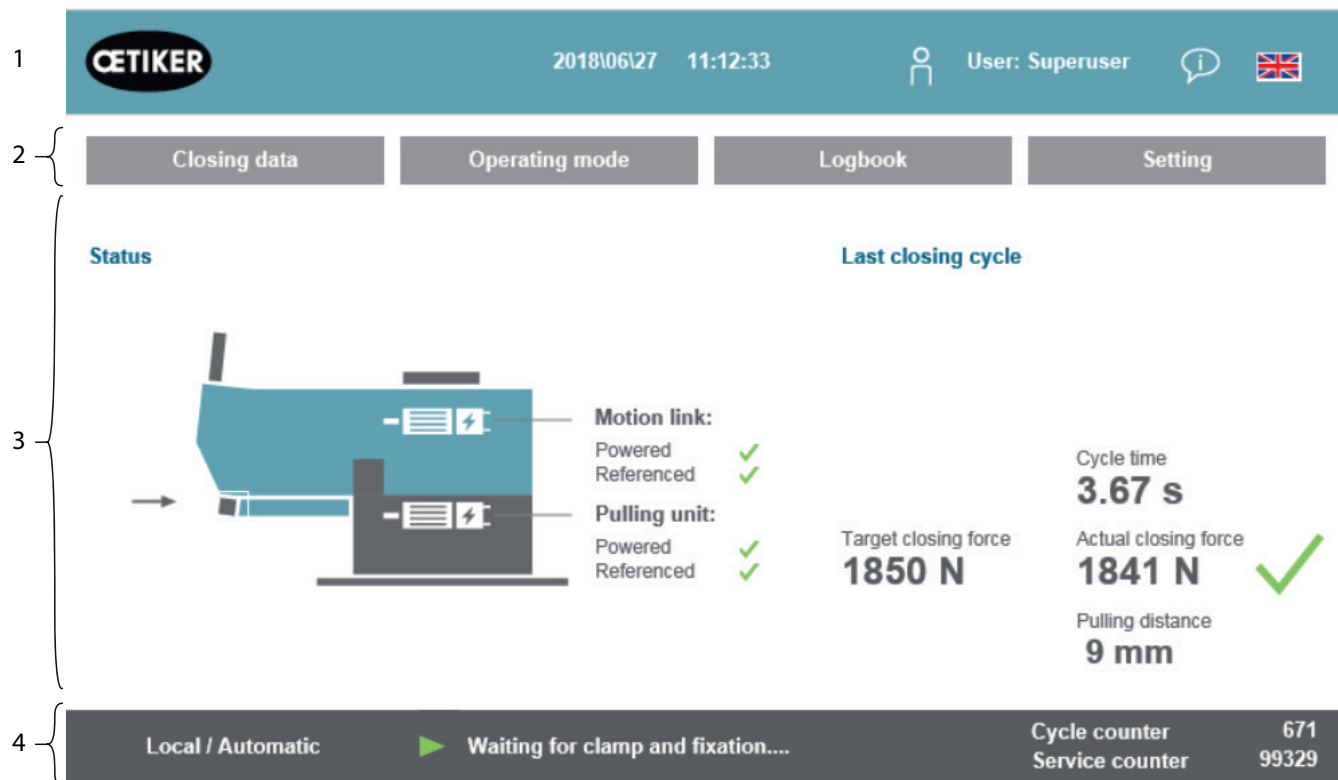 1
ŒTIKER
2018\06\27 11:12:33
User: Superuser
i
2
Closing data
Operating mode
Logbook
Setting
3
Status
Last closing cycle
Motion link:
Powered
Referenced
Pulling unit:
Powered
Referenced
Cycle time
3.67 s
Target closing force
1850 N
Actual closing force
1841 N
Pulling distance
9 mm
4
Local / Automatic
Waiting for clamp and fixation....
Cycle counter 671
Service counter 99329